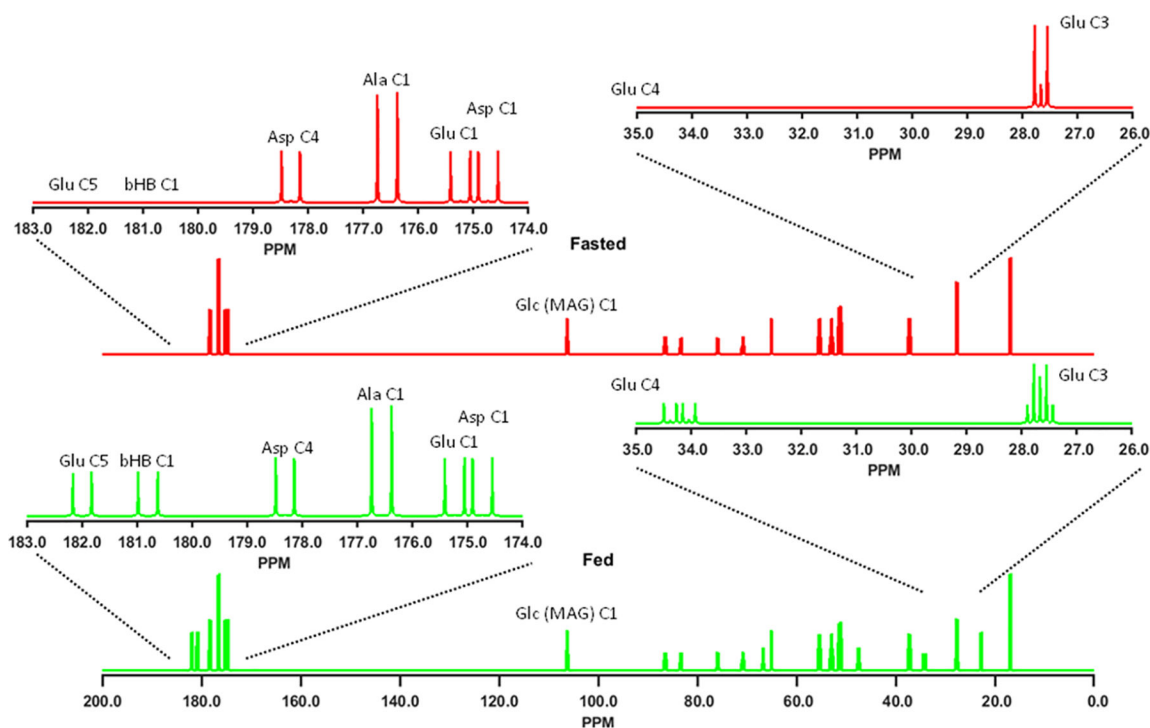 Glu C3
Glu C4
35.0 34.0 33.0 32.0 31.0 30.0 29.0 28.0 27.0 26.0
PPM
Ala C1
Asp C1
Asp C4
Glu C1
Glu C5 bHB C1
183.0 182.0 181.0 180.0 179.0 178.0 177.0 176.0 175.0 174.0
PPM
Fasted
Glc (MAG) C1
Glu C4
Glu C3
35.0 34.0 33.0 32.0 31.0 30.0 29.0 28.0 27.0 26.0
PPM
Ala C1
Asp C1
Glu C5 bHB C1 Asp C4 Glu C1
183.0 182.0 181.0 180.0 179.0 178.0 177.0 176.0 175.0 174.0
PPM
Fed
Glc (MAG) C1
200.0 180.0 160.0 140.0 120.0 100.0 80.0 60.0 40.0 20.0 0.0
PPM